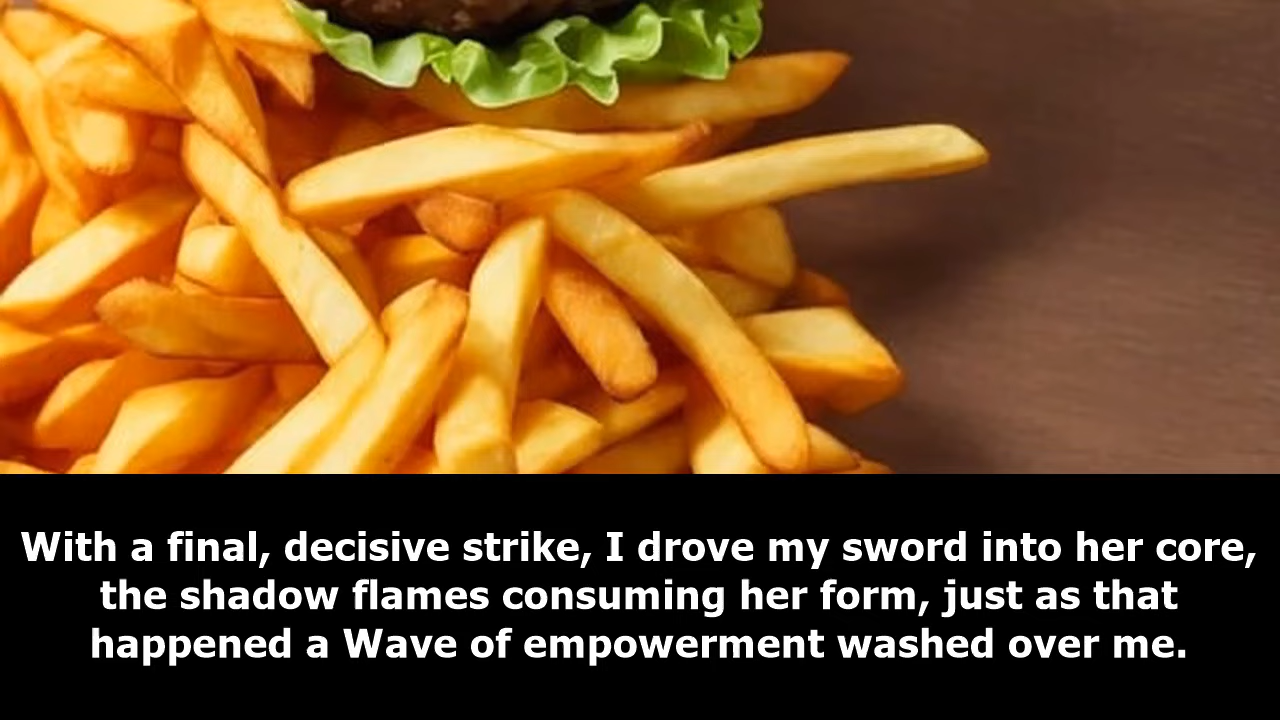 With a final, decisive strike, I drove my sword into her core,
the shadow flames consuming her form, just as that
happened a Wave of empowerment washed over me.